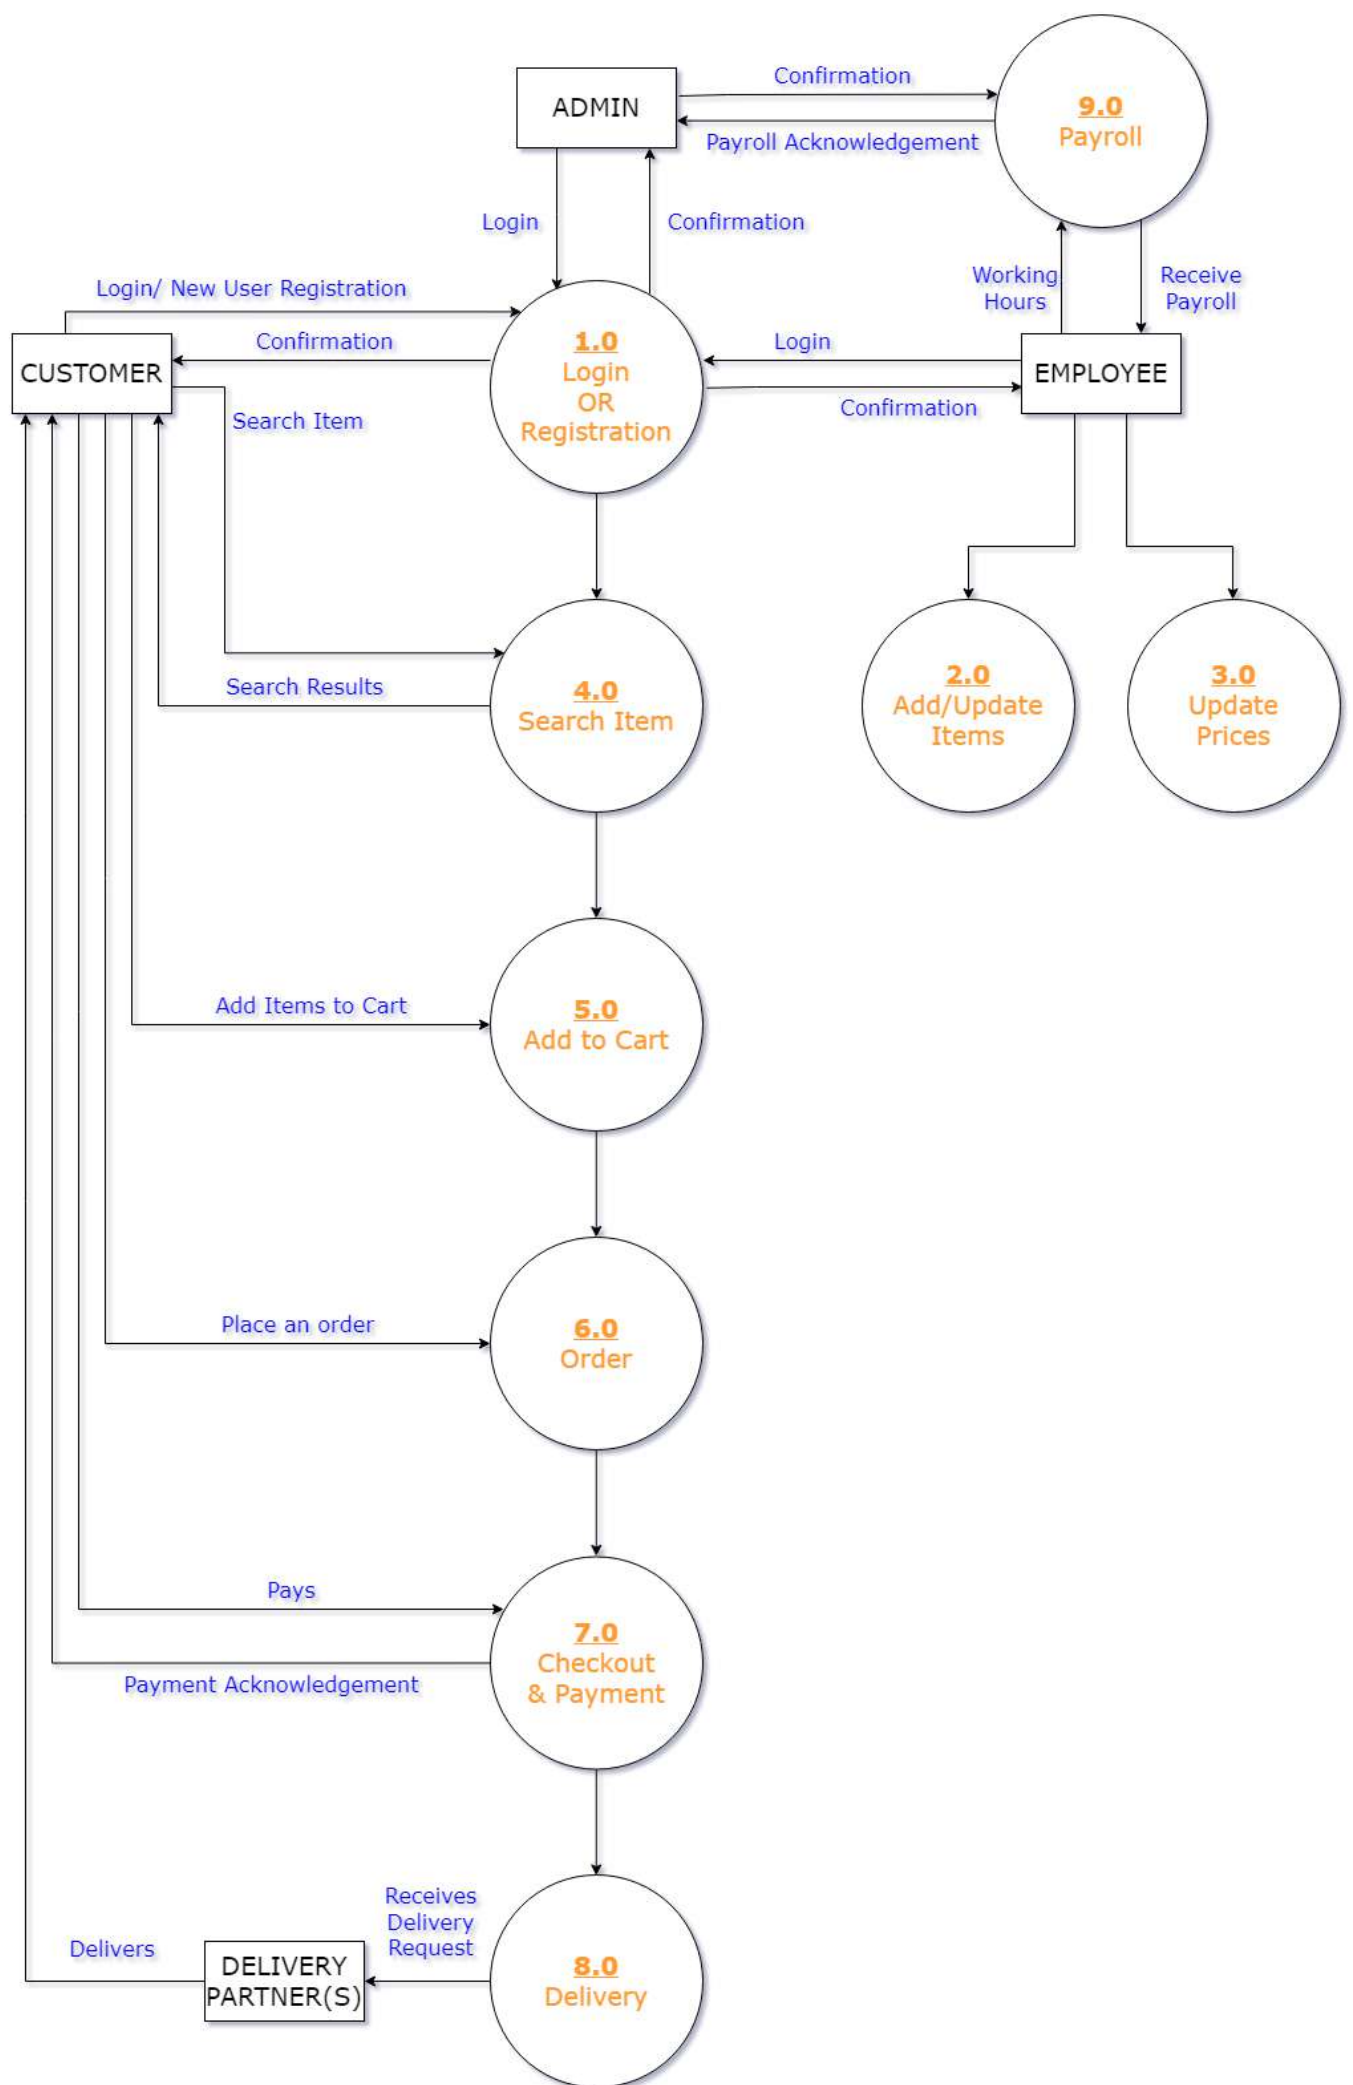 Confirmation
ADMIN
9.0
Payroll
Payroll Acknowledgement
Login
Confirmation
Working
Hours
Receive
Payroll
Login/ New User Registration
Confirmation
1.0
Login
OR
Registration
Login
CUSTOMER
EMPLOYEE
Search Item
Confirmation
Search Results
4.0
Search Item
2.0
Add/Update
Items
3.0
Update
Prices
Add Items to Cart
5.0
Add to Cart
Place an order
6.0
Order
Pays
7.0
Checkout
& Payment
Payment Acknowledgement
Receives
Delivery
Request
Delivers
DELIVERY
PARTNER(S)
8.0
Delivery